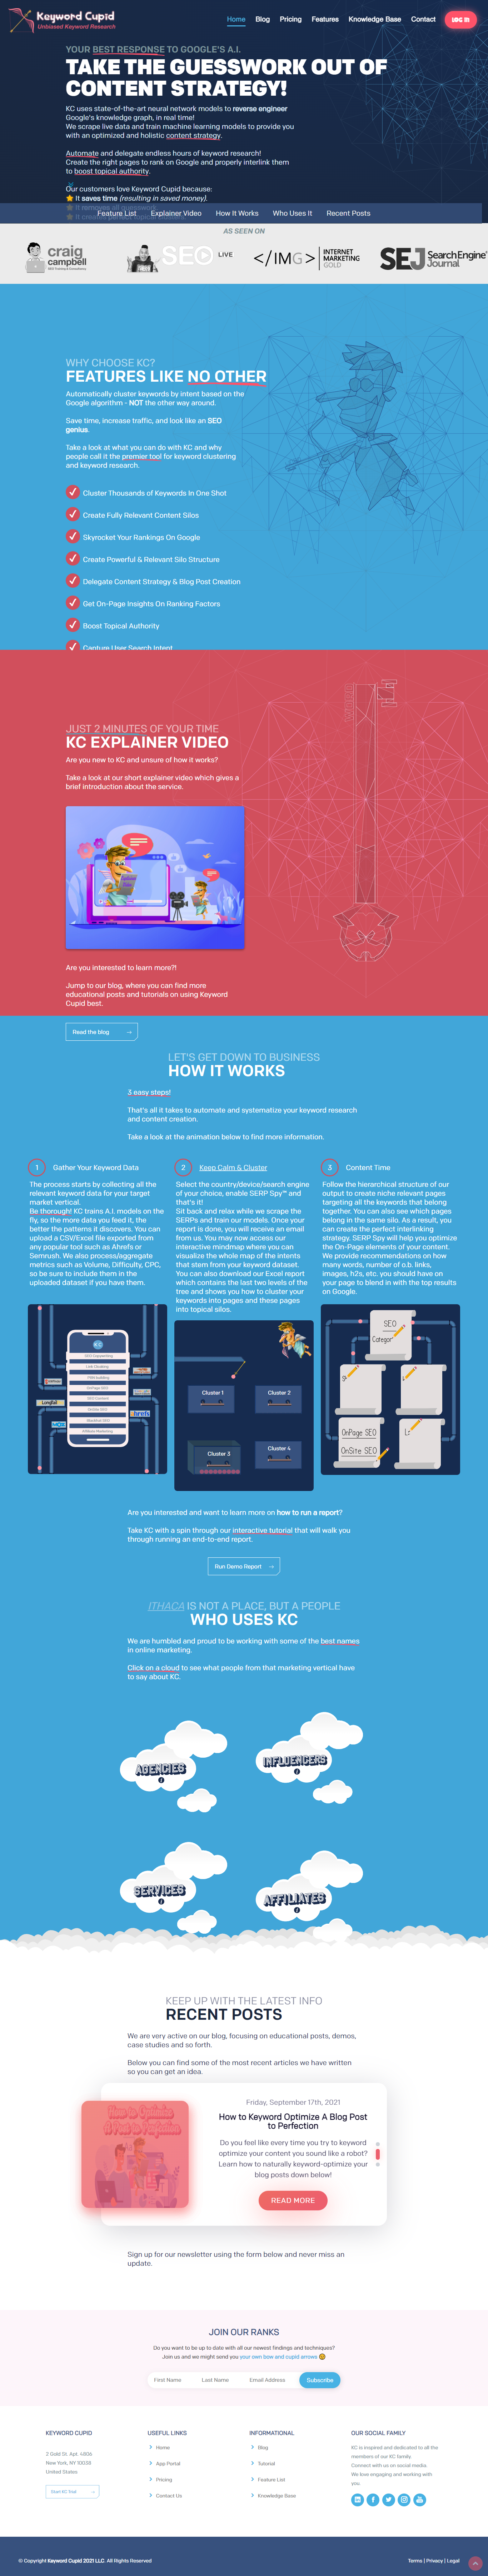 Keyword Cupid
Unbiased Keyword Research
Home Blog Pricing Features Knowledge Base Contact LOG IN
YOUR BEST RESPONSE TO GOOGLE'S A.I.
TAKE THE GUESSWORK OUT OF
CONTENT STRATEGY!
KC uses state-of-the-art neural network models to reverse engineer
Google's knowledge graph, in real time!
We scrape live data and train machine learning models to provide you
with an optimized and holistic content strategy.
Automate and delegate endless hours of keyword research!
Create the right pages to rank on Google and properly interlink them
to boost topical authority.
Our customers love Keyword Cupid because:
It saves time (resulting in saved money).
It removes all guesswork
Feature List Explainer Video How It Works Who Uses It Recent Posts
AS SEEN ON
craig
campbell
SEO LIVE
</IMG>
INTERNET
MARKETING
GOLD
SEJ Search Engine
Journal
WHY CHOOSE KC?
FEATURES LIKE NO OTHER
Automatically cluster keywords by intent based on the
Google algorithm - NOT the other way around.
Save time, increase traffic, and look like an SEO
genius.
Take a look at what you can do with KC and why
people call it the premier tool for keyword clustering
and keyword research.
Cluster Thousands of Keywords In One Shot
Create Fully Relevant Content Silos
Skyrocket Your Rankings On Google
Create Powerful & Relevant Silo Structure
Delegate Content Strategy & Blog Post Creation
Get On-Page Insights On Ranking Factors
Boost Topical Authority
Capture User Search Intent
JUST 2 MINUTES OF YOUR TIME
KC EXPLAINER VIDEO
Are you new to KC and unsure of how it works?
Take a look at our short explainer video which gives a
brief introduction about the service.
Are you interested to learn more?!
Jump to our blog, where you can find more
educational posts and tutorials on using Keyword
Cupid best.
Read the blog
LET'S GET DOWN TO BUSINESS
HOW IT WORKS
3 easy steps!
That's all it takes to automate and systematize your keyword research
and content creation.
Take a look at the animation below to find more information.
1 Gather Your Keyword Data
The process starts by collecting all the
relevant keyword data for your target
market vertical.
Be thorough! KC trains A.I. models on the
fly, so the more data you feed it, the
better the patterns it discovers. You can
upload a CSV/Excel file exported from
any popular tool such as Ahrefs or
Semrush. We also process/aggregate
metrics such as Volume, Difficulty, CPC,
so be sure to include them in the
uploaded dataset if you have them.
KC
SEO Copywriting
Link Cloaking
PBN building
OnPage SEO
SEO Content
OnSite SEO
BlackHat SEO
Affiliate Marketing
Longtail
MOZ
ahrefs
2 Keep Calm & Cluster
Select the country/device/search engine
of your choice, enable SERP Spy™ and
that's it!
Sit back and relax while we scrape the
SERPs and train our models. Once your
report is done, you will receive an email
from us. You may now access our
interactive mindmap where you can
visualize the whole map of the intents
that stem from your keyword dataset.
You can also download our Excel report
which contains the last two levels of the
tree and shows you how to cluster your
keywords into pages and these pages
into topical silos.
Cluster 1
Cluster 2
Cluster 3
Cluster 4
3 Content Time
Follow the hierarchical structure of our
output to create niche relevant pages
targeting all the keywords that belong
together. You can also see which pages
belong in the same silo. As a result, you
can create the perfect interlinking
strategy. SERP Spy will help you optimize
the On-Page elements of your content.
We provide recommendations on how
many words, number of o.b. links,
images, h2s, etc. you should have on
your page to blend in with the top results
on Google.
SEO
Categor
OnPage SEO
OnSite SEO
Are you interested and want to learn more on how to run a report?
Take KC with a spin through our interactive tutorial that will walk you
through running an end-to-end report.
Run Demo Report
ITHACA IS NOT A PLACE, BUT A PEOPLE
WHO USES KC
We are humbled and proud to be working with some of the best names
in online marketing.
Click on a cloud to see what people from that marketing vertical have
to say about KC.
AGENCIES
INFLUENCERS
SERVICES
AFFILIATES
KEEP UP WITH THE LATEST INFO
RECENT POSTS
We are very active on our blog, focusing on educational posts, demos,
case studies and so forth.
Below you can find some of the most recent articles we have written
so you can get an idea.
How to Optimize
A Post to Perfection
Friday, September 17th, 2021
How to Keyword Optimize A Blog Post
to Perfection
Do you feel like every time you try to keyword
optimize your content you sound like a robot?
Learn how to naturally keyword-optimize your
blog posts down below!
READ MORE
Sign up for our newsletter using the form below and never miss an
update.
JOIN OUR RANKS
Do you want to be up to date with all our newest findings and techniques?
Join us and we might send you your own bow and cupid arrows
First Name Last Name Email Address Subscribe
KEYWORD CUPID
2 Gold St. Apt. 4806
New York, NY 10038
United States
Start KC Trial
USEFUL LINKS
Home
App Portal
Pricing
Contact Us
INFORMATIONAL
Blog
Tutorial
Feature List
Knowledge Base
OUR SOCIAL FAMILY
KC is inspired and dedicated to all the
members of our KC family.
Connect with us on social media.
We love engaging and working with
you
© Copyright Keyword Cupid 2021 LLC. All Rights Reserved
Terms | Privacy | Legal